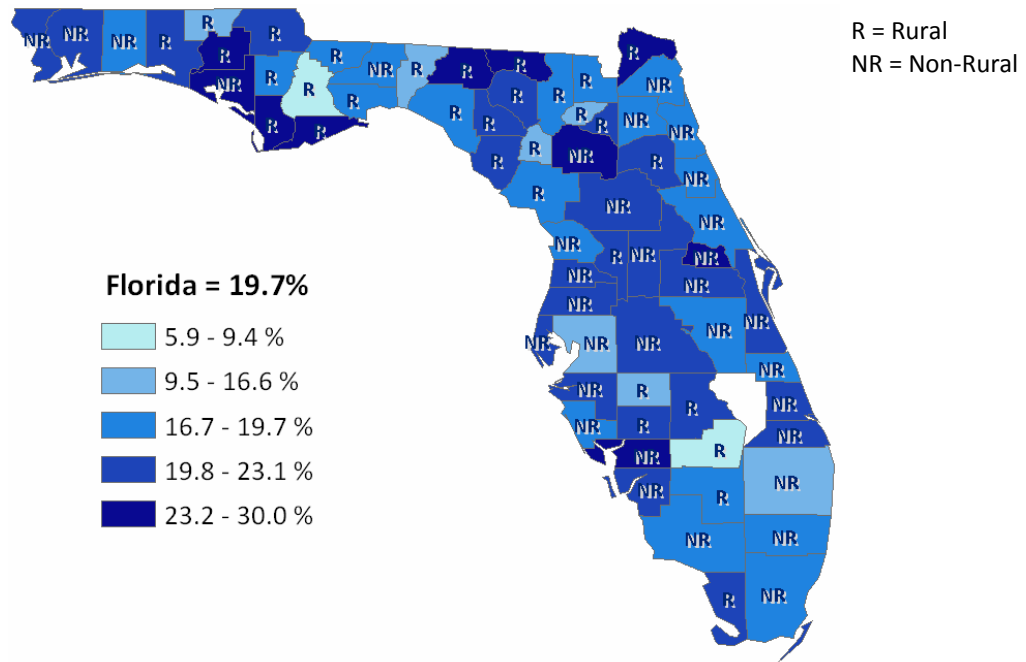 R = Rural
NR = Non-Rural
NR NR NR R R R R
R NR R R NR R R R R NR
R R R R R R NR NR
R R R NR R NR
R NR NR
NR R NR NR
NR NR
NR NR NR NR NR
NR R R NR
NR R NR
NR R NR
NR R NR
NR NR
R NR
Florida = 19.7%
5.9 - 9.4 %
9.5 - 16.6 %
16.7 - 19.7 %
19.8 - 23.1 %
23.2 - 30.0 %